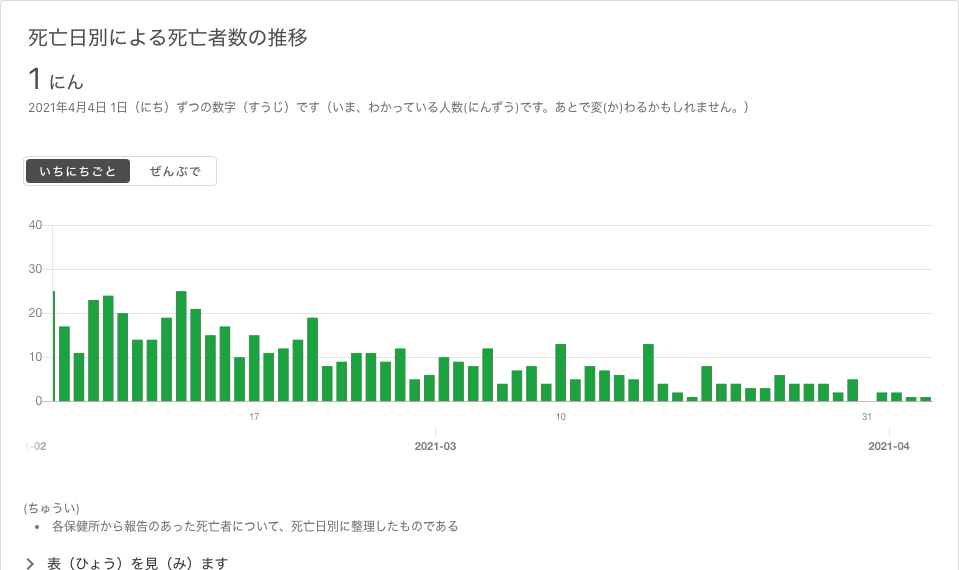 死亡日別による死亡者数の推移
1 にん
2021年4月4日 1日（にち）ずつの数字（すうじ）です（いま、わかっている人数(にんずう)です。あとで変(か)わるかもしれません。）
いちにちごと ぜんぶで
40
30
20
10
0
17 10 31
1-02 2021-03 2021-04
(ちゅうい)
• 各保健所から報告のあった死亡者について、死亡日別に整理したものである
表（ひょう）を見（み）ます